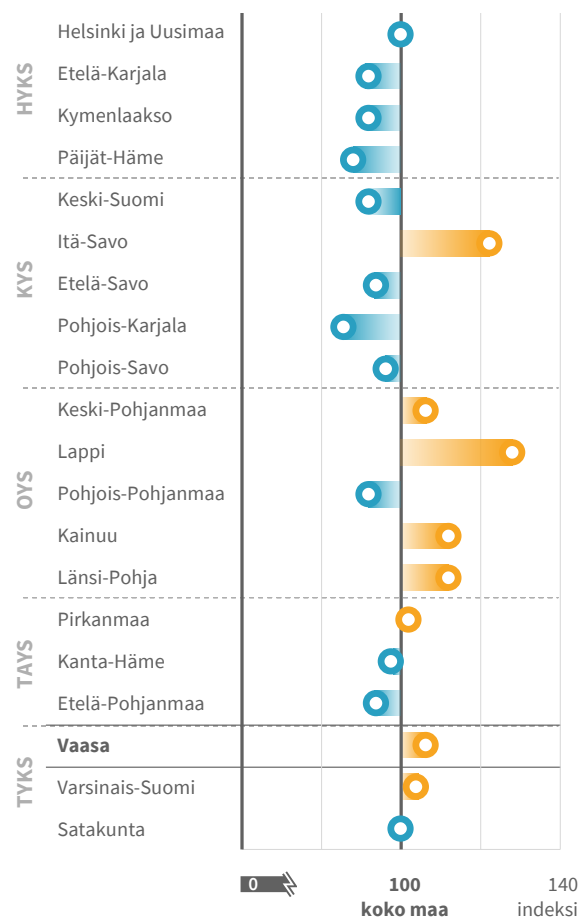 HYKS
Helsinki ja Uusimaa
Etelä-Karjala
Kymenlaakso
Päijät-Häme
KYS
Keski-Suomi
Itä-Savo
Etelä-Savo
Pohjois-Karjala
Pohjois-Savo
OYS
Keski-Pohjanmaa
Lappi
Pohjois-Pohjanmaa
Kainuu
Länsi-Pohja
TAYS
Pirkanmaa
Kanta-Häme
Etelä-Pohjanmaa
TYKS
Vaasa
Varsinais-Suomi
Satakunta
0 100 140
koko maa indeksi